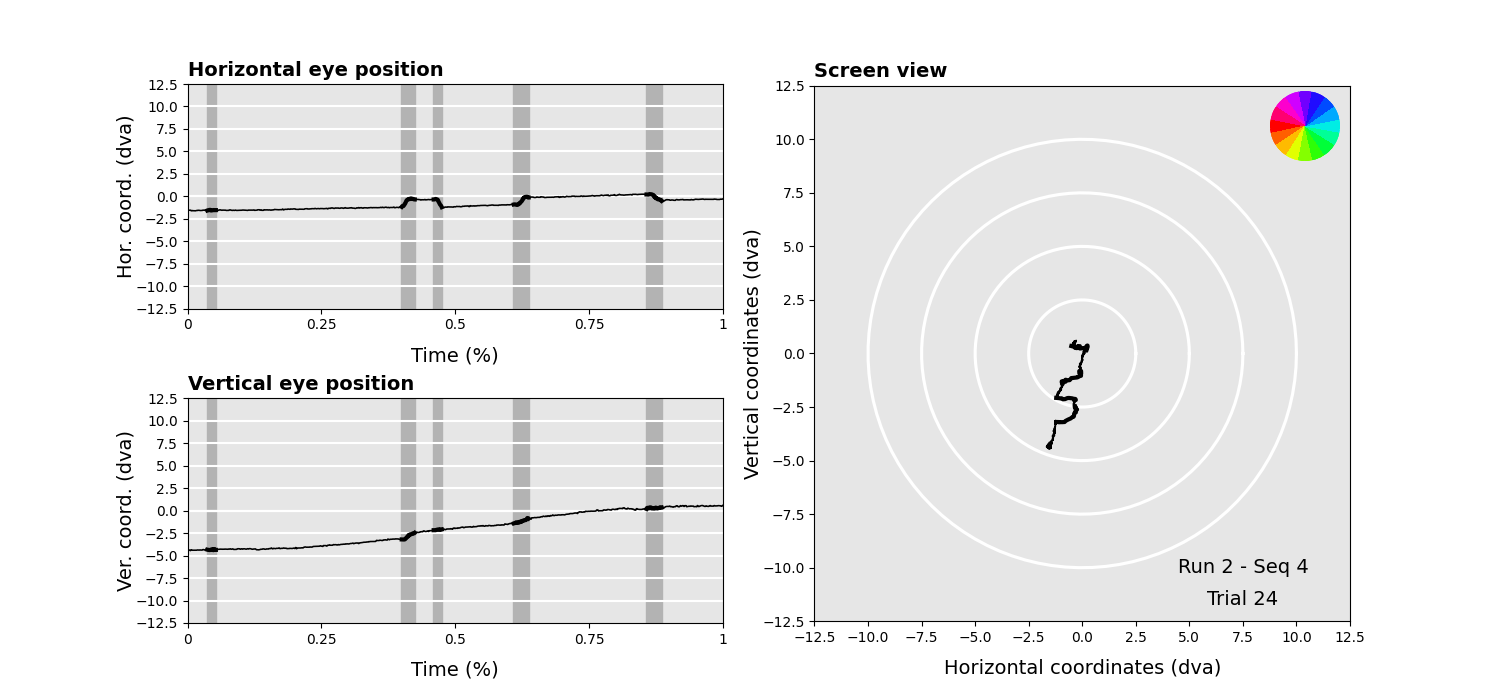 Horizontal eye position
Hor. coord. (dva)
12.5
10.0
7.5
5.0
2.5
0.0
−2.5
−5.0
−7.5
−10.0
−12.5
0 0.25 0.5 0.75 1
Time (%)
Vertical eye position
Ver. coord. (dva)
12.5
10.0
7.5
5.0
2.5
0.0
−2.5
−5.0
−7.5
−10.0
−12.5
0 0.25 0.5 0.75 1
Time (%)
Screen view
Vertical coordinates (dva)
12.5
10.0
7.5
5.0
2.5
0.0
−2.5
−5.0
−7.5
−10.0
−12.5
Run 2 - Seq 4
Trial 24
−12.5 −10.0 −7.5 −5.0 −2.5 0.0 2.5 5.0 7.5 10.0 12.5
Horizontal coordinates (dva)